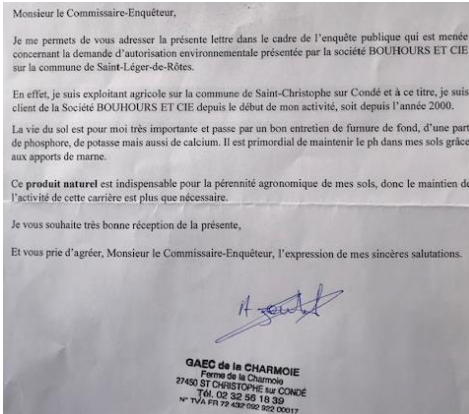 Monsieur le Commissaire-Enquêteur,
Je me permets de vous adresser la présente lettre dans le cadre de l'enquête publique qui est menée
concernant la demande d'autorisation environnementale présentée par la société BOUHOURS ET CIE
sur la commune de Saint-Léger-de-Rôtes.
En effet, je suis exploitant agricole sur la commune de Saint-Christophe sur Condé et à ce titre, je suis
client de la Société BOUHOURS ET CIE depuis le début de mon activité, soit depuis l'année 2000.
La vie du sol est pour moi très importante et passe par un bon entretien de fumure de fond, d'une part
de phosphore, de potasse mais aussi de calcium. Il est primordial de maintenir le ph dans mes sols grâce
aux apports de marne.
Ce produit naturel est indispensable pour la pérennité agronomique de mes sols, donc le maintien de
l'activité de cette carrière est plus que nécessaire.
Je vous souhaite très bonne réception de la présente,
Et vous prie d'agréer, Monsieur le Commissaire-Enquêteur, l'expression de mes sincères salutations.
GAEC de la CHARMOIE
Ferme de la Charmoie
27450 ST CHRISTOPHE sur CONDÉ
Tél. 02 32 56 18 39
N° TVA FR 72 432 092 922 00017